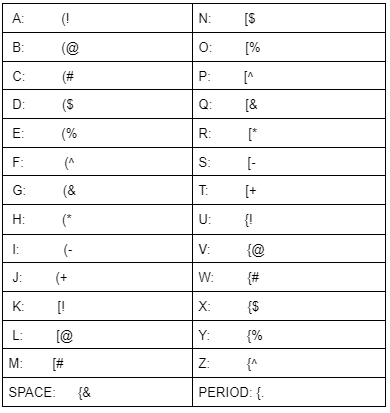 A: (! N: [$
B: (@ O: [%
C: (# P: [^
D: ($ Q: [&
E: (% R: [*
F: (^ S: [-
G: (& T: [+
H: (* U: {!
I: (- V: {@
J: (+ W: {#
K: [! X: {$
L: [@ Y: {%
M: [# Z: {^
SPACE: {& PERIOD: {.